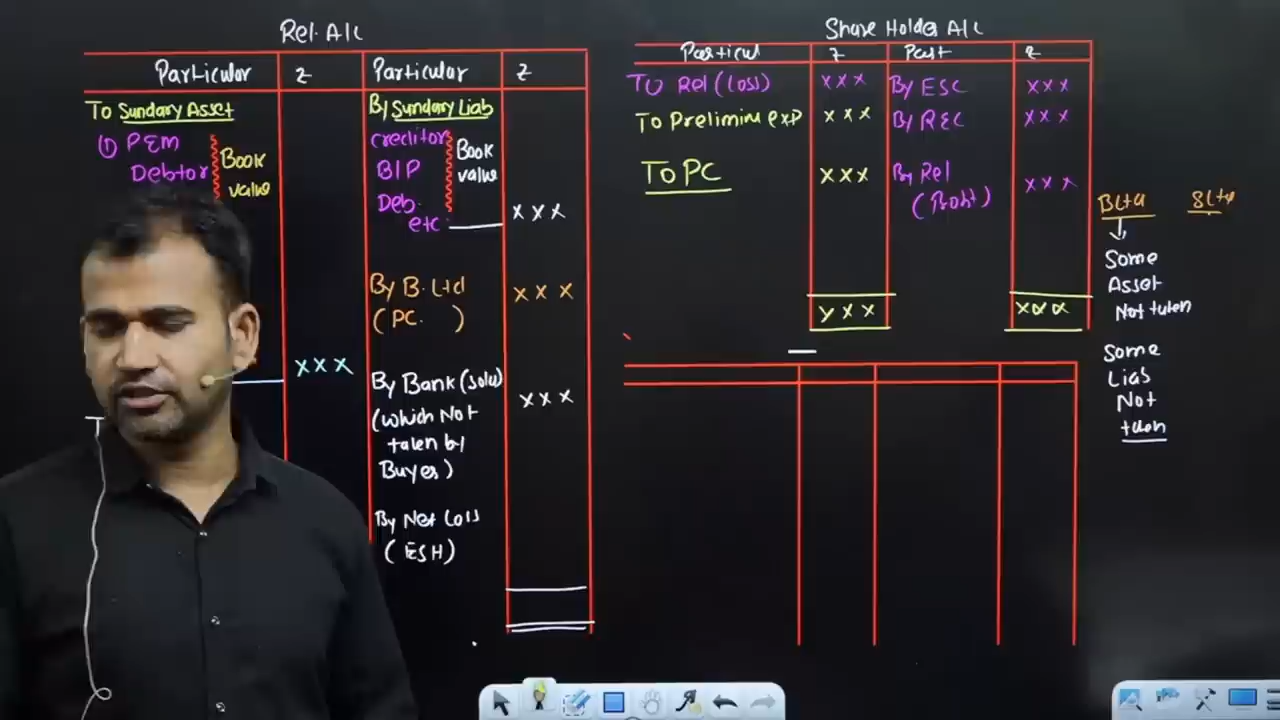 Rel. A/c
Particular ₹ Particular ₹
To Sundary Asset
① P&M
Debtor
Book
value
xxx
By Sundary Liab
creditor
B/P
Deb.
etc.
Book
value
xxx
By B. Ltd
(PC. )
xxx
By Bank (sold)
(which Not
taken by
Buyer)
xxx
By Net Loss
(ESH)
Share Holder A/c
Particul ₹ Part ₹
To Rel (Loss) xxx By ESC xxx
To Prelimine exp xxx By REC xxx
To PC xxx By Rel xxx
(Profit)
xxx xxx
B Ltd
Some
Asset
Not taken
Some
Liab
Not
taken